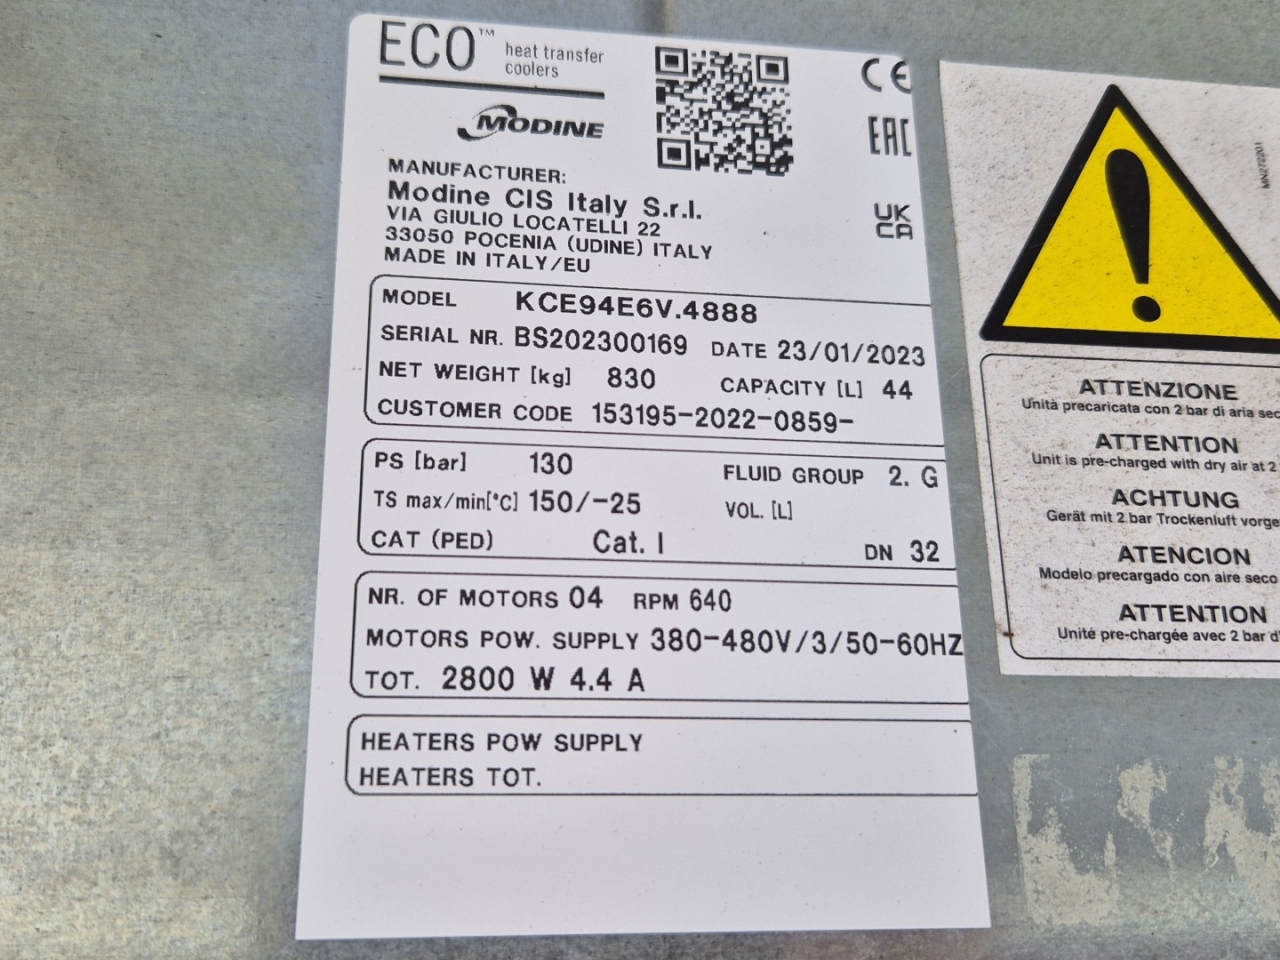 ECO™ heat transfer
coolers
MODINE
CE
EAC
UK
CA
MANUFACTURER:
Modine CIS Italy S.r.l.
VIA GIULIO LOCATELLI 22
33050 POCENIA (UDINE) ITALY
MADE IN ITALY/EU
MODEL KCE94E6V.4888
SERIAL NR. BS202300169 DATE 23/01/2023
NET WEIGHT [kg] 830 CAPACITY [L] 44
CUSTOMER CODE 153195-2022-0859-
PS [bar] 130 FLUID GROUP 2. G
TS max/min[°C] 150/-25 VOL. [L]
CAT (PED) Cat. I DN 32
NR. OF MOTORS 04 RPM 640
MOTORS POW. SUPPLY 380-480V/3/50-60HZ
TOT. 2800 W 4.4 A
HEATERS POW SUPPLY
HEATERS TOT.
ATTENZIONE
Unità precaricata con 2 bar di aria sec
ATTENTION
Unit is pre-charged with dry air at 2
ACHTUNG
Gerät mit 2 bar Trockenluft vorge
ATENCION
Modelo precargado con aire seco
ATTENTION
Unité pre-chargée avec 2 bar d'